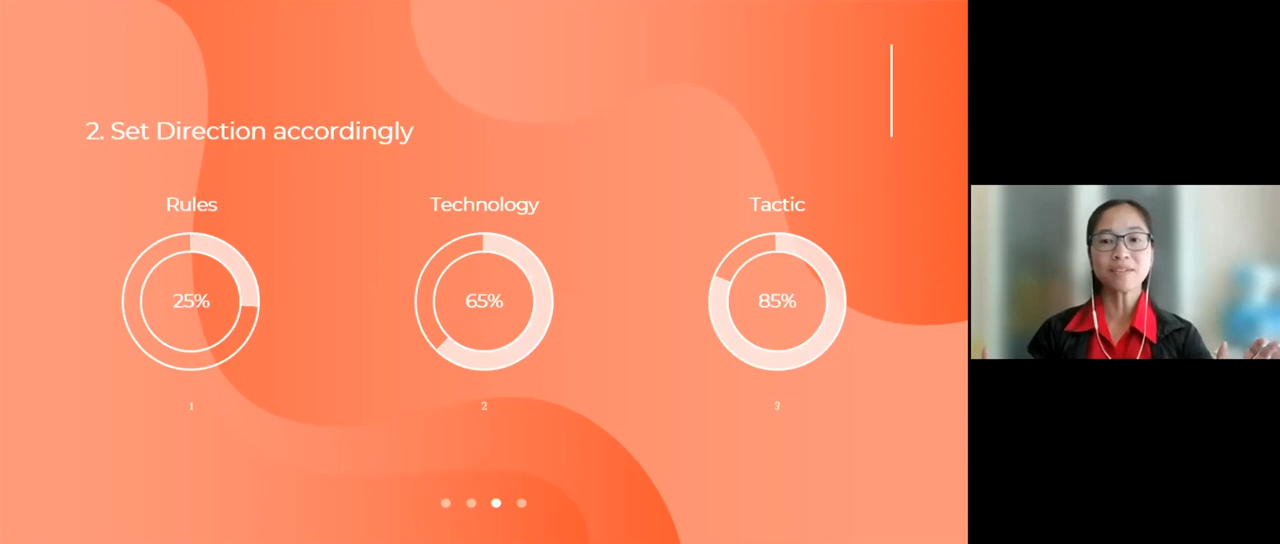 2. Set Direction accordingly
Rules
Technology
Tactic
25%
65%
85%
1
2
3